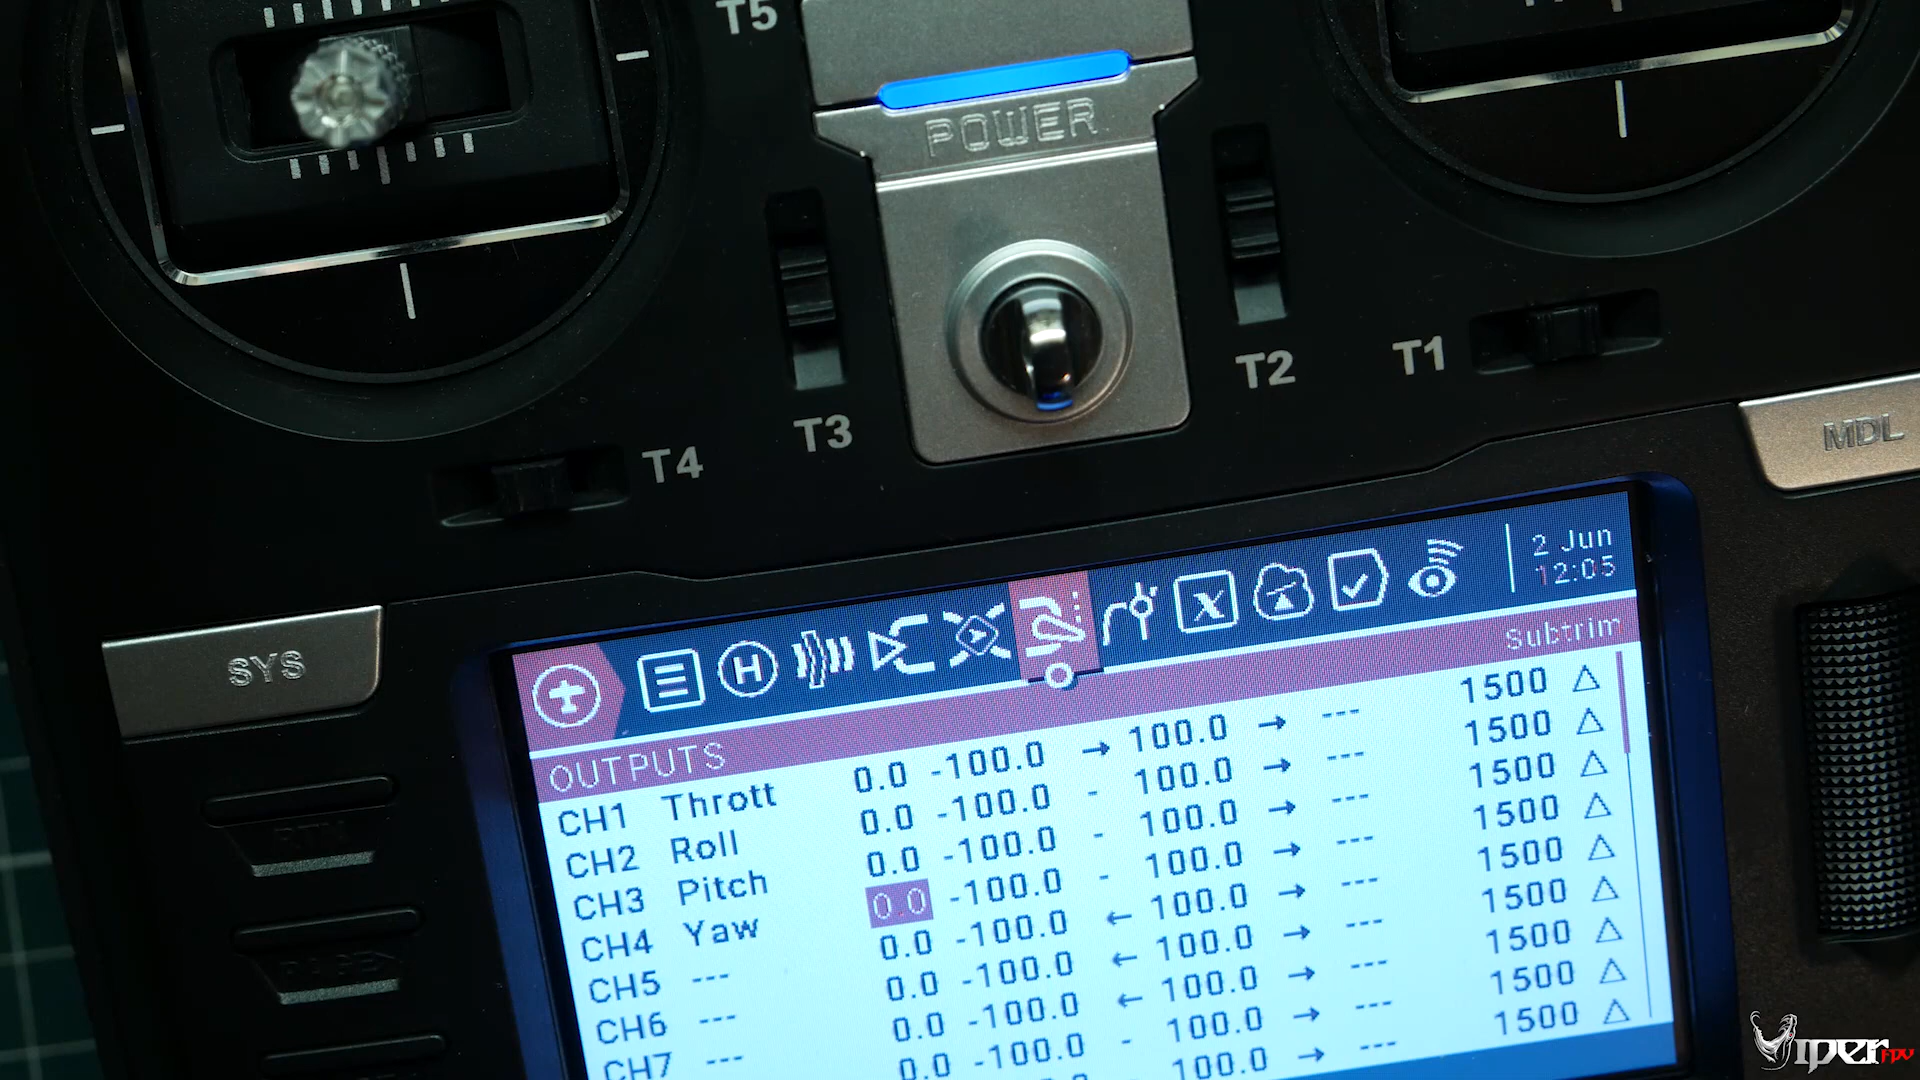 T5
POWER
T3
T2
T1
T4
MDL
SYS
2 Jun
12:05
H
x
OUTPUTS Subtrim
CH1 Thrott 0.0 -100.0 → 100.0 → --- 1500 △
CH2 Roll 0.0 -100.0 - 100.0 → --- 1500 △
CH3 Pitch 0.0 -100.0 - 100.0 → --- 1500 △
CH4 Yaw 0.0 -100.0 - 100.0 → --- 1500 △
CH5 --- 0.0 -100.0 ← 100.0 → --- 1500 △
CH6 --- 0.0 -100.0 ← 100.0 → --- 1500 △
CH7 --- 0.0 -100.0 ← 100.0 → --- 1500 △
0.0 -100.0 - 100.0 → --- 1500 △
1500 △
ViperFPV